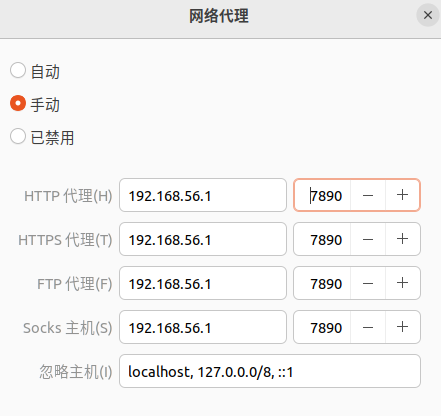 网络代理
自动
手动
已禁用
HTTP 代理(H) 192.168.56.1 7890 — +
HTTPS 代理(T) 192.168.56.1 7890 — +
FTP 代理(F) 192.168.56.1 7890 — +
Socks 主机(S) 192.168.56.1 7890 — +
忽略主机(I) localhost, 127.0.0.0/8, ::1